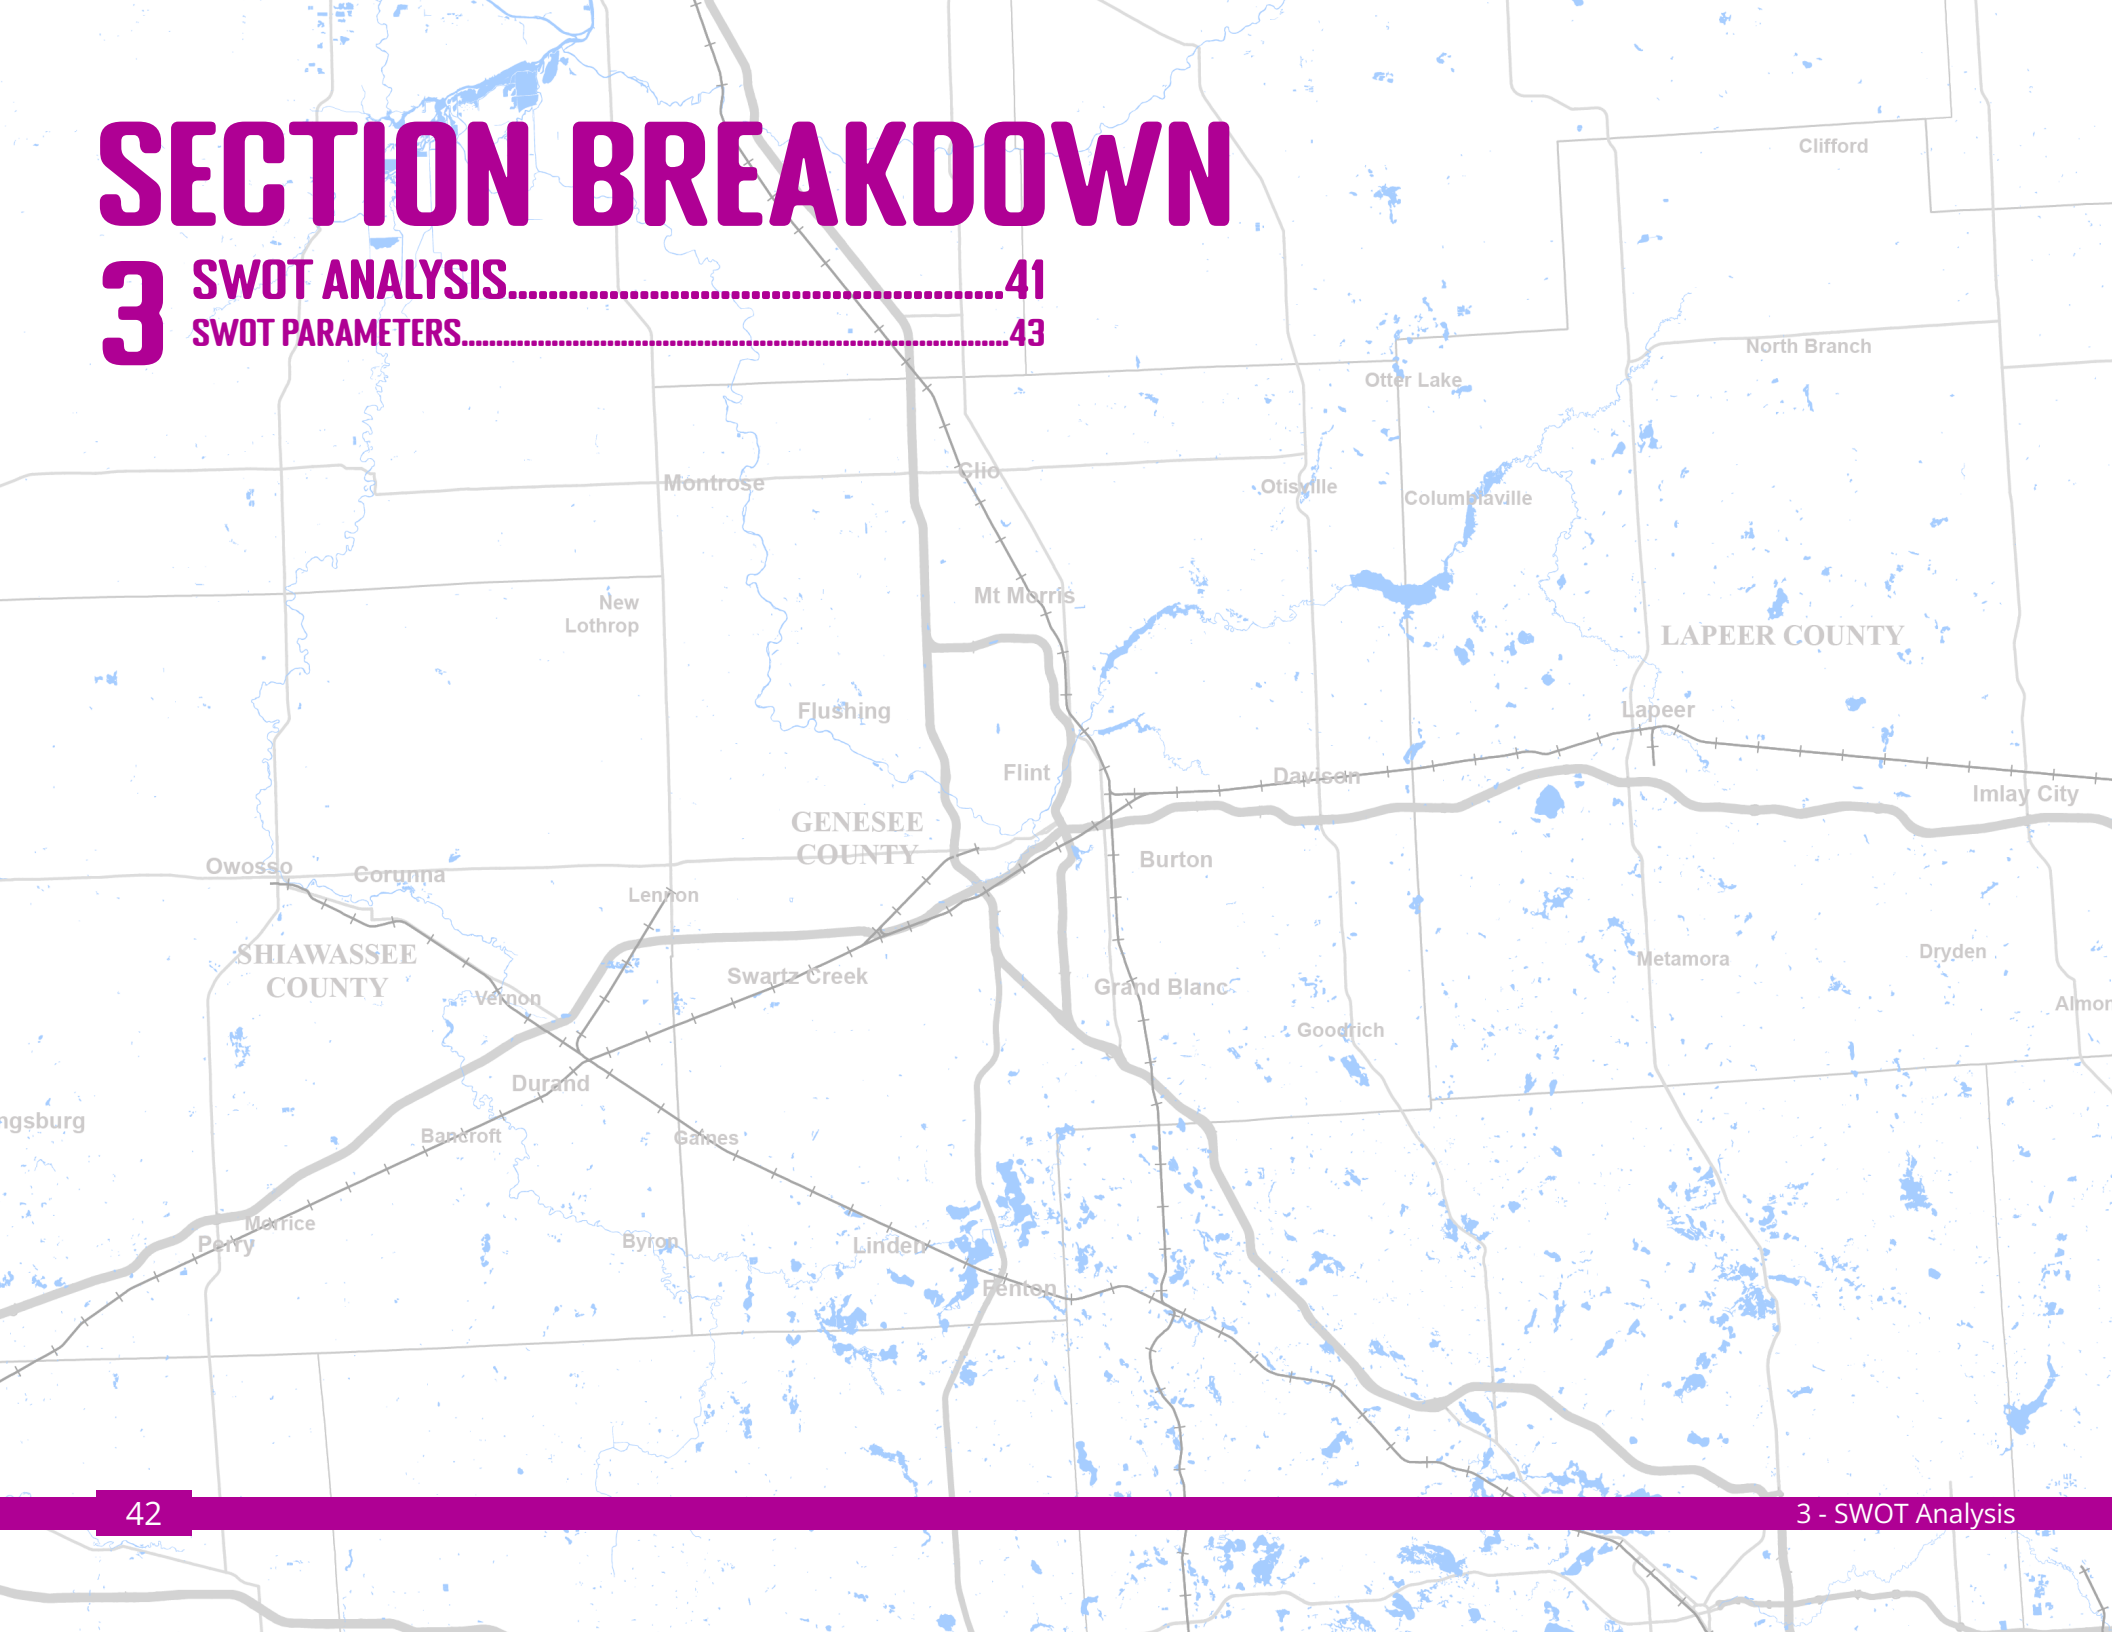 SECTION BREAKDOWN
3
SWOT ANALYSIS.................................................41
SWOT PARAMETERS................................................................................43
Clifford
North Branch
Otter Lake
Clio
Montrose
Otisville
Columbiaville
Mt Morris
New
Lothrop
LAPEER COUNTY
Flushing
Lapeer
Flint
Davison
Imlay City
GENESEE
COUNTY
Burton
Owosso
Corunna
Lennon
SHIAWASSEE
COUNTY
Swartz Creek
Metamora
Dryden
Vernon
Grand Blanc
Almon
Goodrich
Durand
ngsburg
Bancroft
Gaines
Morrice
Perry
Byron
Linden
Fenton
42
3 - SWOT Analysis